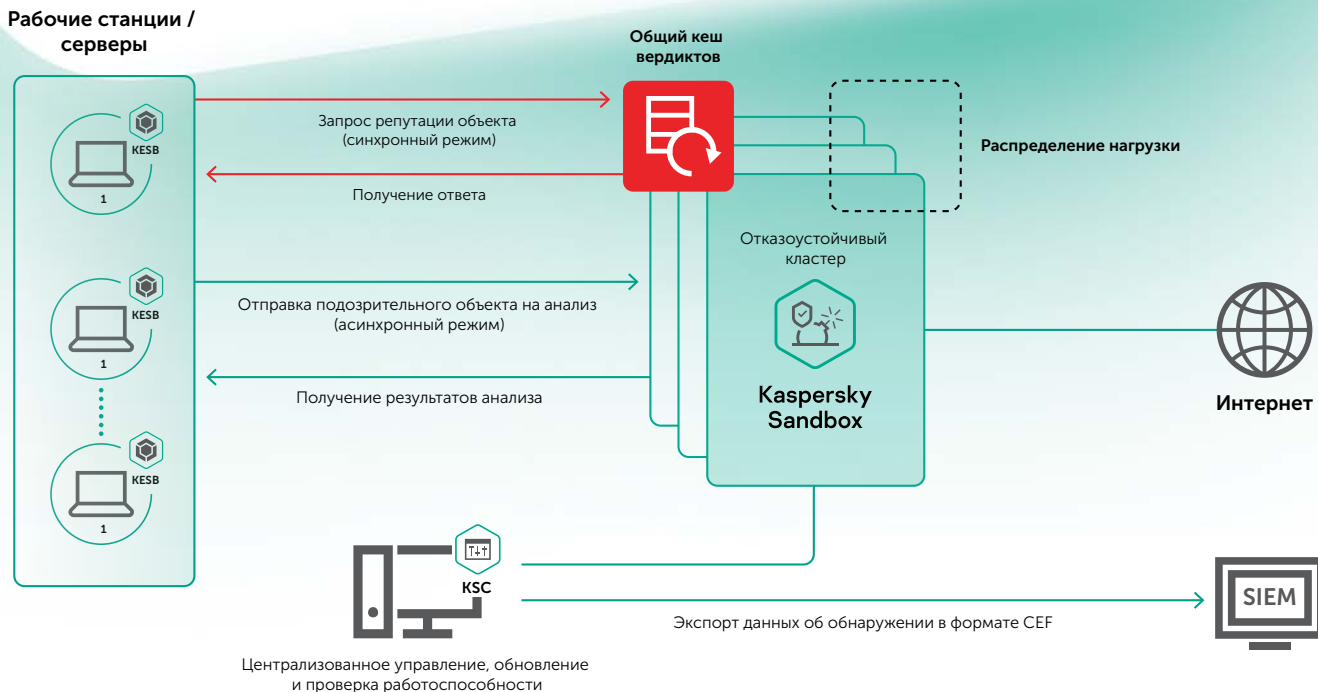 Рабочие станции /
серверы
Общий кеш
вердиктов
KESB
1
Запрос репутации объекта
(синхронный режим)
Получение ответа
Распределение нагрузки
KESB
1
Отправка подозрительного объекта на анализ
(асинхронный режим)
Получение результатов анализа
Отказоустойчивый
кластер
Kaspersky
Sandbox
Интернет
KESB
1
KSC
SIEM
Экспорт данных об обнаружении в формате CEF
Централизованное управление, обновление
и проверка работоспособности